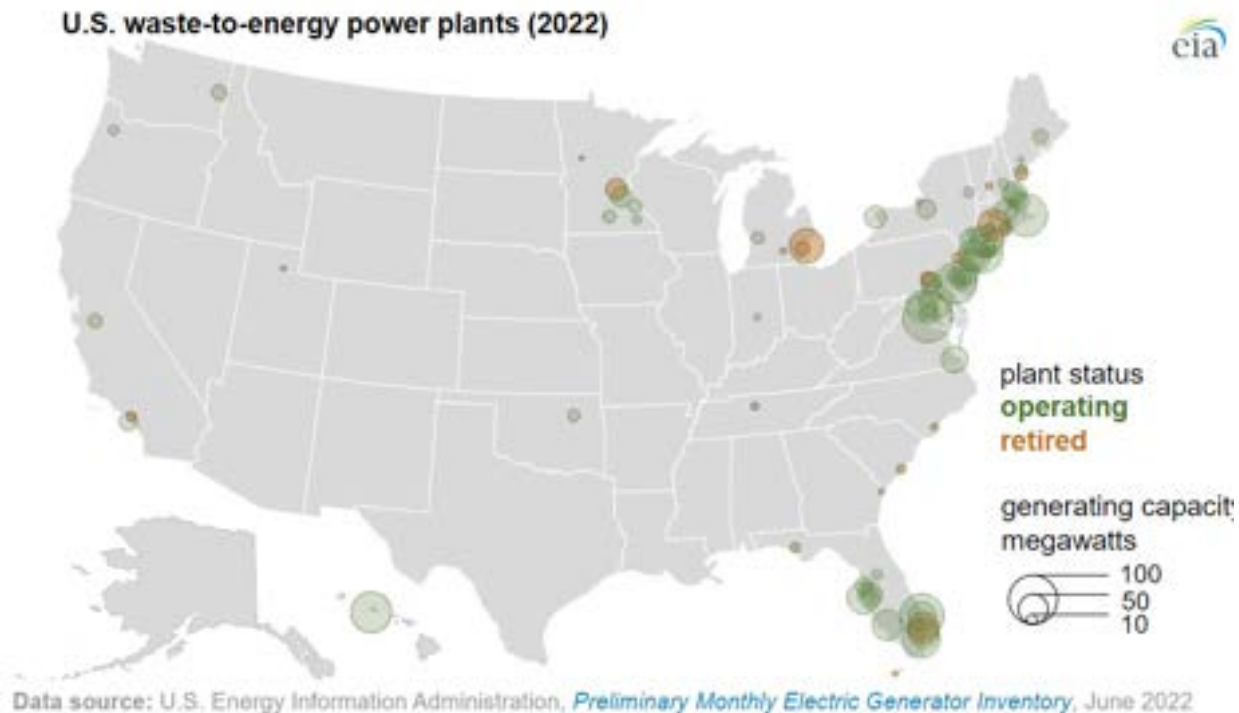 U.S. waste-to-energy power plants (2022)
eia
plant status
operating
retired
generating capacity
megawatts
100
50
10
Data source: U.S. Energy Information Administration, Preliminary Monthly Electric Generator Inventory, June 2022